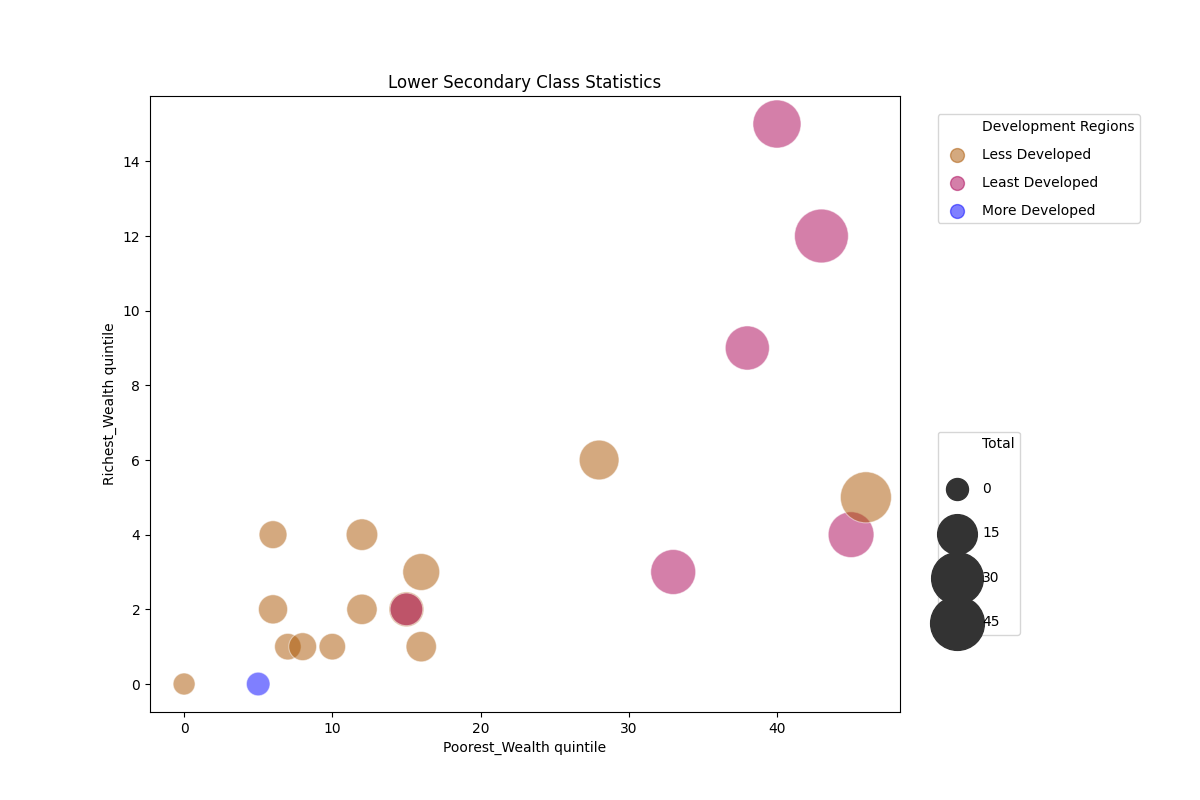 Lower Secondary Class Statistics
Development Regions
Less Developed
Least Developed
More Developed
14
12
10
8
6
4
2
0
Richest_Wealth quintile
Total
0
15
30
45
0
10
20
30
40
Poorest_Wealth quintile